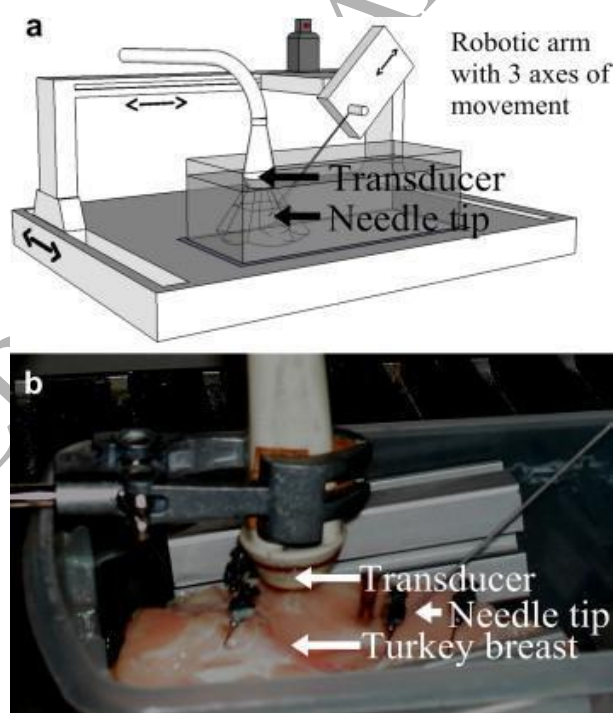 a
Robotic arm
with 3 axes of
movement
Transducer
Needle tip
b
Transducer
Needle tip
Turkey breast